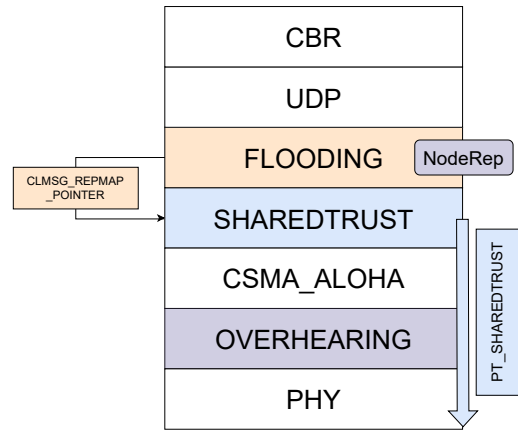 CBR
UDP
FLOODING
NodeRep
CLMSG_REPMAP
_POINTER
SHAREDTRUST
CSMA_ALOHA
PT_SHAREDTRUST
OVERHEARING
PHY